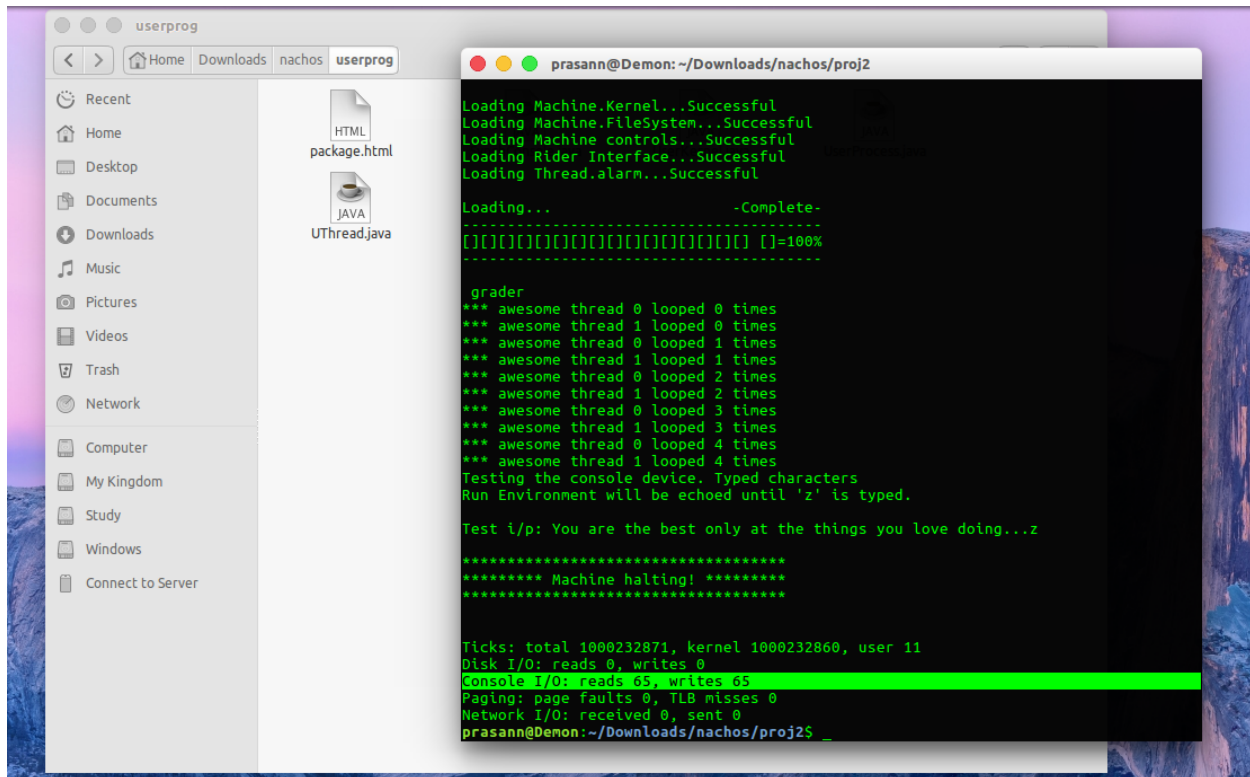 userprog
Home Downloads nachos userprog
Recent
Home
Desktop
Documents
Downloads
Music
Pictures
Videos
Trash
Network
Computer
My Kingdom
Study
Windows
Connect to Server
HTML
package.html
JAVA
UThread.java
prasann@Demon: ~/Downloads/nachos/proj2
Loading Machine.Kernel...Successful
Loading Machine.FileSystem...Successful
Loading Machine controls...Successful
Loading Rider Interface...Successful
Loading Thread.alarm...Successful
Loading... -Complete-
----------------------------------------
[][][][][][][][][][][][][][][][] []=100%
----------------------------------------
grader
*** awesome thread 0 looped 0 times
*** awesome thread 1 looped 0 times
*** awesome thread 0 looped 1 times
*** awesome thread 1 looped 1 times
*** awesome thread 0 looped 2 times
*** awesome thread 1 looped 2 times
*** awesome thread 0 looped 3 times
*** awesome thread 1 looped 3 times
*** awesome thread 0 looped 4 times
*** awesome thread 1 looped 4 times
Testing the console device. Typed characters
Run Environment will be echoed until 'z' is typed.
Test i/p: You are the best only at the things you love doing...z
************************************
********* Machine halting! *********
************************************
Ticks: total 1000232871, kernel 1000232860, user 11
Disk I/O: reads 0, writes 0
Console I/O: reads 65, writes 65
Paging: page faults 0, TLB misses 0
Network I/O: received 0, sent 0
prasann@Demon:~/Downloads/nachos/proj2$ _